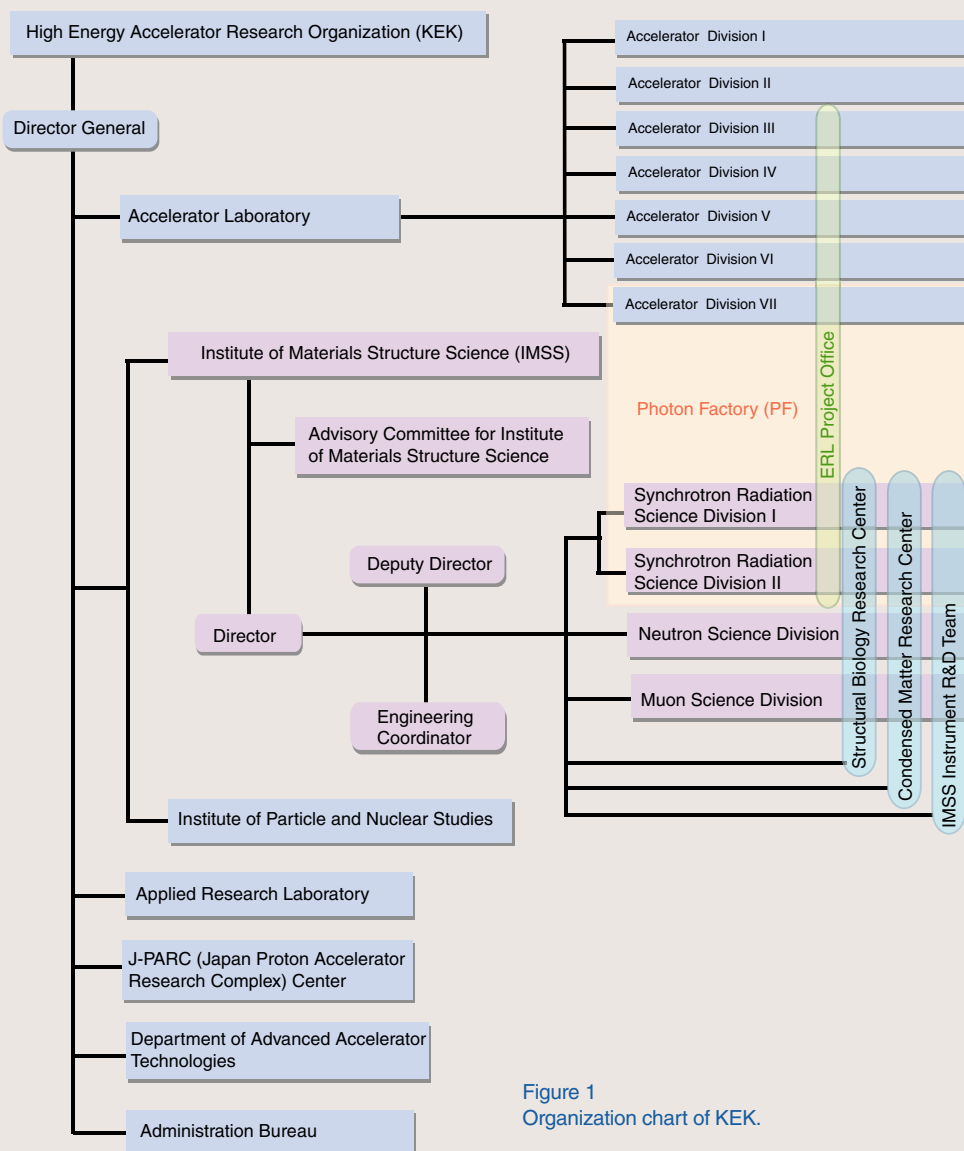 High Energy Accelerator Research Organization (KEK)
Director General
Accelerator Laboratory
Accelerator Division I
Accelerator Division II
Accelerator Division III
Accelerator Division IV
Accelerator Division V
Accelerator Division VI
Accelerator Division VII
Photon Factory (PF)
ERL Project Office
Institute of Materials Structure Science (IMSS)
Advisory Committee for Institute
of Materials Structure Science
Deputy Director
Director
Engineering
Coordinator
Synchrotron Radiation
Science Division I
Synchrotron Radiation
Science Division II
Neutron Science Division
Muon Science Division
Structural Biology Research Center
Condensed Matter Research Center
IMSS Instrument R&D Team
Institute of Particle and Nuclear Studies
Applied Research Laboratory
J-PARC (Japan Proton Accelerator
Research Complex) Center
Department of Advanced Accelerator
Technologies
Administration Bureau
Figure 1
Organization chart of KEK.